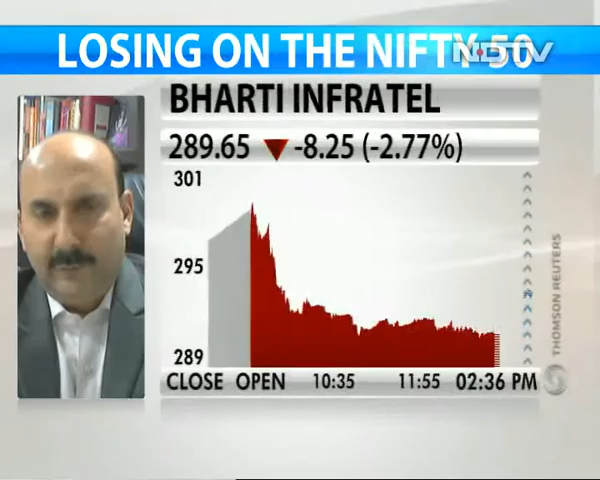 LOSING ON THE NIFTY 50
NDTV
BHARTI INFRATEL
289.65 ▼ -8.25 (-2.77%)
301
295
289
CLOSE OPEN 10:35 11:55 02:36 PM
THOMSON REUTERS